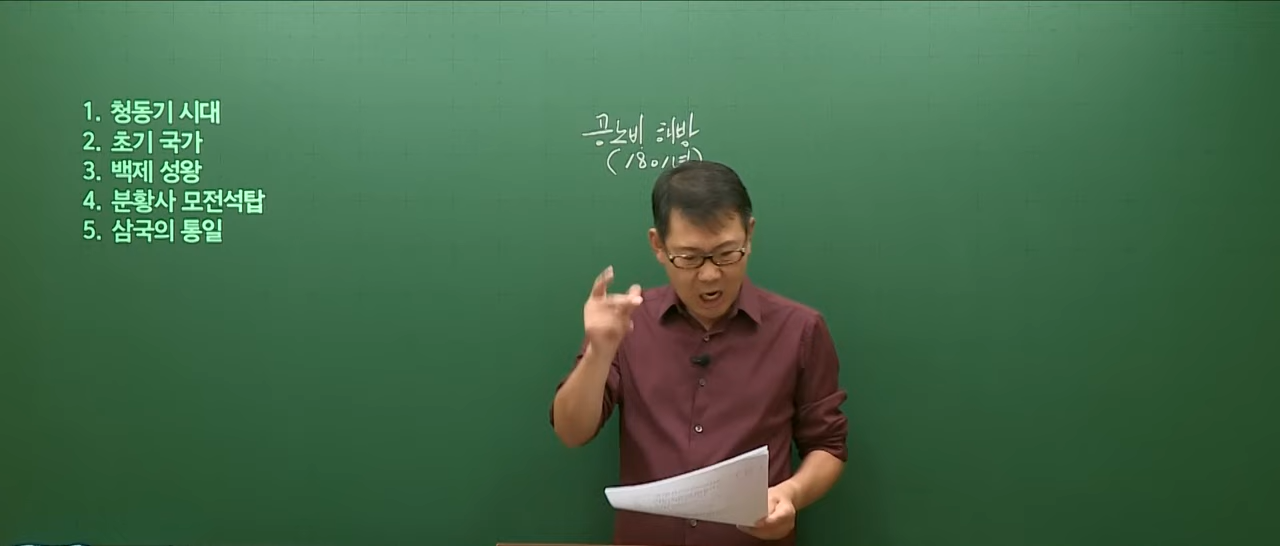 1. 청동기 시대
2. 초기 국가
3. 백제 성왕
4. 분황사 모전석탑
5. 삼국의 통일
공노비 해방
(1801년)